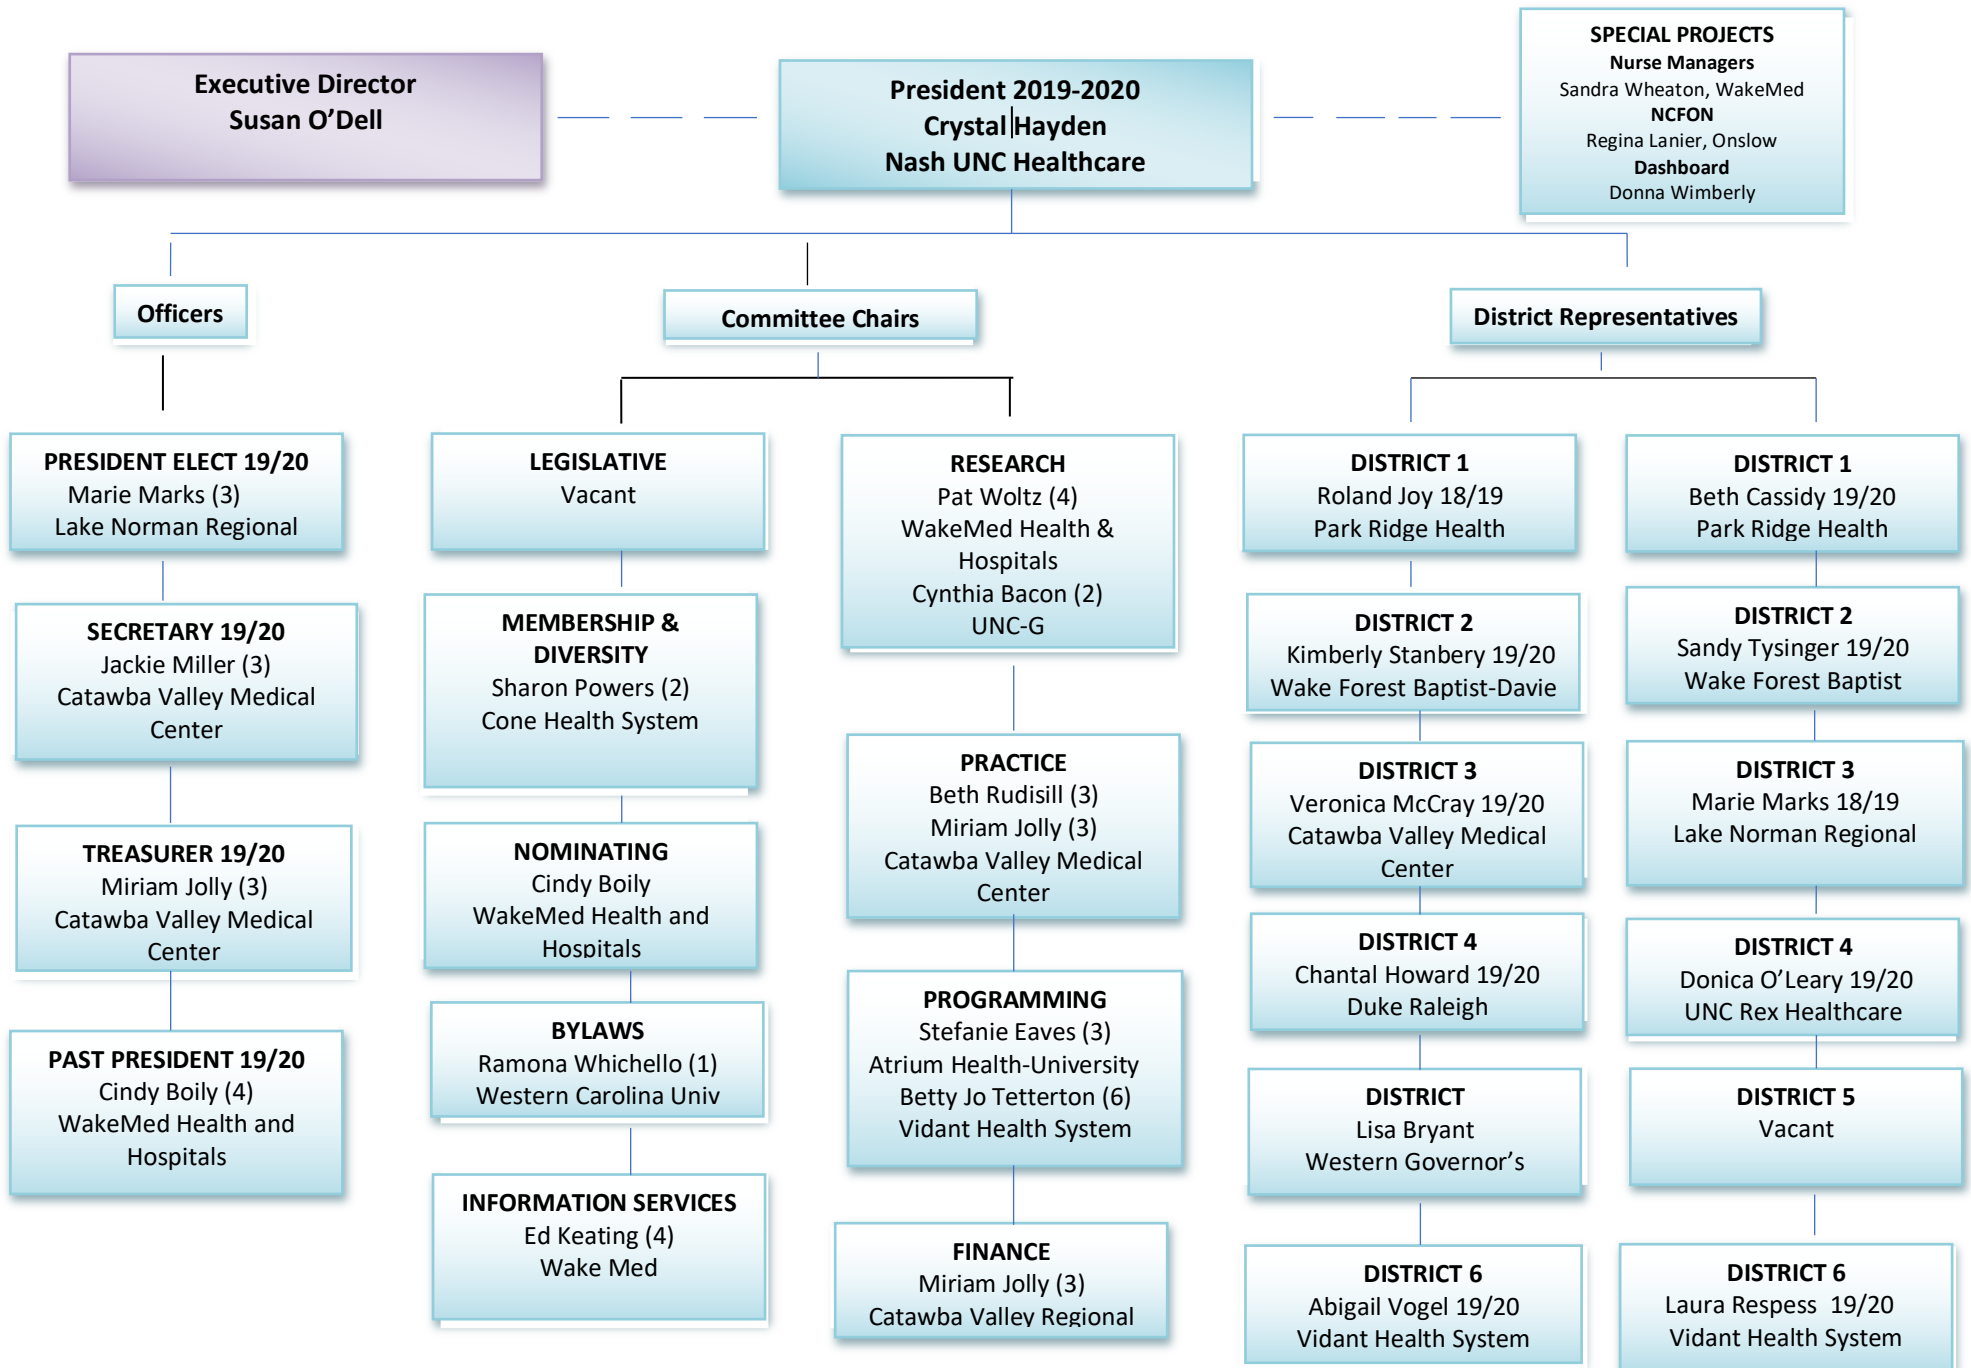 Executive Director
Susan O’Dell
President 2019-2020
Crystal Hayden
Nash UNC Healthcare
SPECIAL PROJECTS
Nurse Managers
Sandra Wheaton, WakeMed
NCFON
Regina Lanier, Onslow
Dashboard
Donna Wimberly
Officers
Committee Chairs
District Representatives
PRESIDENT ELECT 19/20
Marie Marks (3)
Lake Norman Regional
SECRETARY 19/20
Jackie Miller (3)
Catawba Valley Medical
Center
TREASURER 19/20
Miriam Jolly (3)
Catawba Valley Medical
Center
PAST PRESIDENT 19/20
Cindy Boily (4)
WakeMed Health and
Hospitals
LEGISLATIVE
Vacant
MEMBERSHIP &
DIVERSITY
Sharon Powers (2)
Cone Health System
NOMINATING
Cindy Boily
WakeMed Health and
Hospitals
BYLAWS
Ramona Whichello (1)
Western Carolina Univ
INFORMATION SERVICES
Ed Keating (4)
Wake Med
RESEARCH
Pat Woltz (4)
WakeMed Health &
Hospitals
Cynthia Bacon (2)
UNC-G
PRACTICE
Beth Rudisill (3)
Miriam Jolly (3)
Catawba Valley Medical
Center
PROGRAMMING
Stefanie Eaves (3)
Atrium Health-University
Betty Jo Tetterton (6)
Vidant Health System
FINANCE
Miriam Jolly (3)
Catawba Valley Regional
DISTRICT 1
Roland Joy 18/19
Park Ridge Health
DISTRICT 2
Kimberly Stanbery 19/20
Wake Forest Baptist-Davie
DISTRICT 3
Veronica McCray 19/20
Catawba Valley Medical
Center
DISTRICT 4
Chantal Howard 19/20
Duke Raleigh
DISTRICT
Lisa Bryant
Western Governor’s
DISTRICT 6
Abigail Vogel 19/20
Vidant Health System
DISTRICT 1
Beth Cassidy 19/20
Park Ridge Health
DISTRICT 2
Sandy Tysinger 19/20
Wake Forest Baptist
DISTRICT 3
Marie Marks 18/19
Lake Norman Regional
DISTRICT 4
Donica O’Leary 19/20
UNC Rex Healthcare
DISTRICT 5
Vacant
DISTRICT 6
Laura Respess 19/20
Vidant Health System